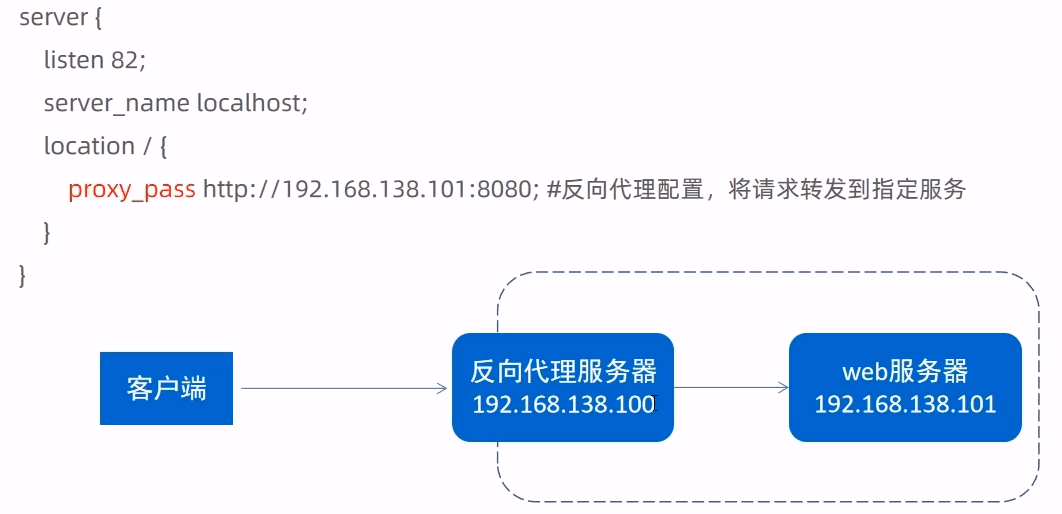 server {
listen 82;
server_name localhost;
location / {
proxy_pass http://192.168.138.101:8080; #反向代理配置，将请求转发到指定服务
}
}
客户端
反向代理服务器
192.168.138.100
web服务器
192.168.138.101